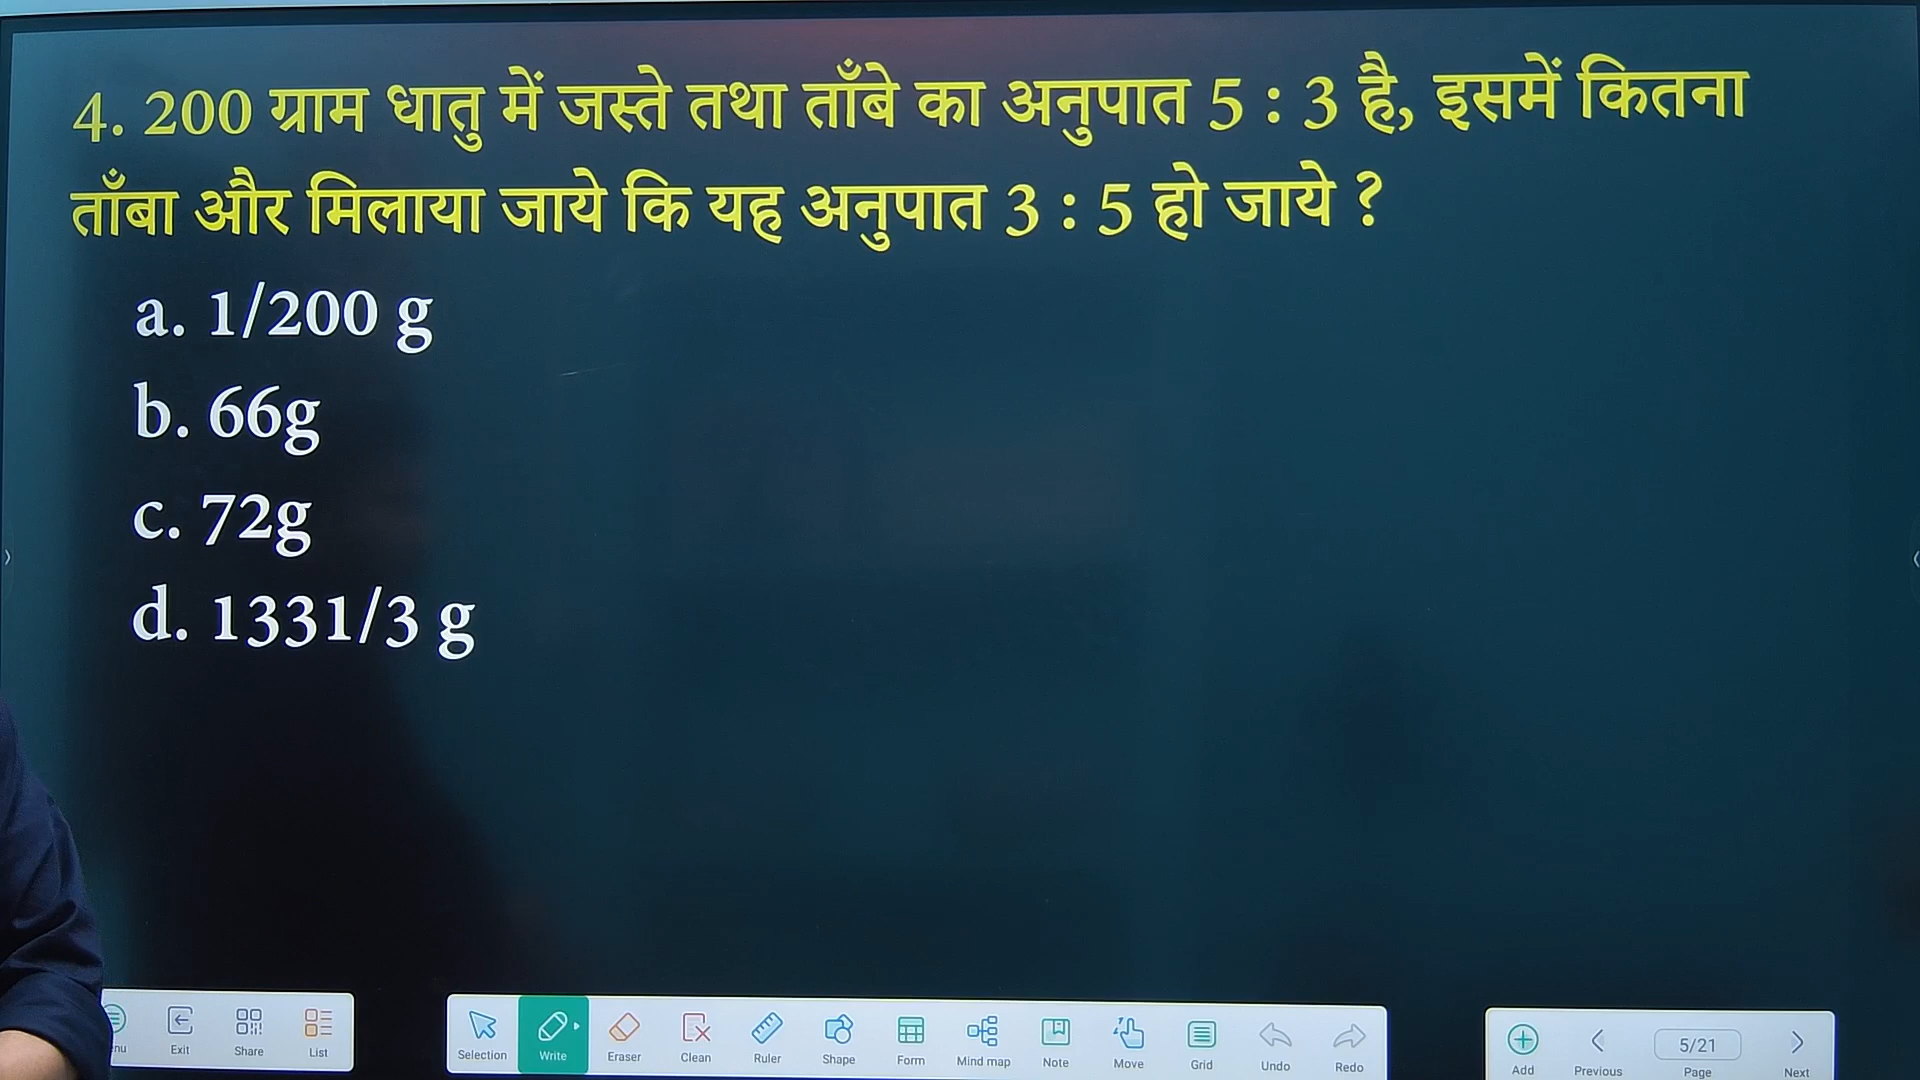 4. 200 ग्राम धातु में जस्ते तथा ताँबे का अनुपात 5 : 3 है, इसमें कितना
ताँबा और मिलाया जाये कि यह अनुपात 3 : 5 हो जाये ?
a. 1/200 g
b. 66g
c. 72g
d. 1331/3 g
nu
Exit
Share
List
Selection
Write
Eraser
Clean
Ruler
Shape
Form
Mind map
Note
Move
Grid
Undo
Redo
Add
Previous
5/21
Page
Next